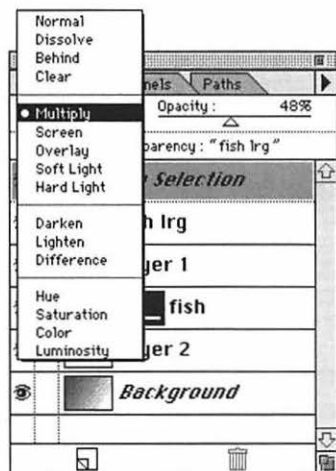 Normal
Dissolve
Behind
Clear
Multiply
Screen
Overlay
Soft Light
Hard Light
Darken
Lighten
Difference
Hue
Saturation
Color
Luminosity
nels Paths
Opacity: 48%
arency: "fish lrg"
Selection
h lrg
yer 1
fish
yer 2
Background